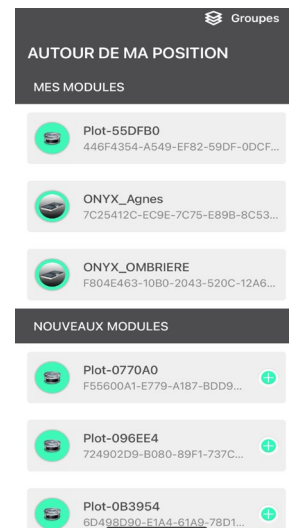 Groupes
AUTOUR DE MA POSITION
MES MODULES
Plot-55DFB0
446F4354-A549-EF82-59DF-0DCF...
ONYX_Agnes
7C25412C-EC9E-7C75-E89B-8C53...
ONYX_OMBRIERE
F804E463-10B0-2043-520C-12A6...
NOUVEAUX MODULES
Plot-0770A0
F55600A1-E779-A187-BDD9...
Plot-096EE4
724902D9-B080-89F1-737C...
Plot-0B3954
6D498D90-E1A4-61A9-78D1...